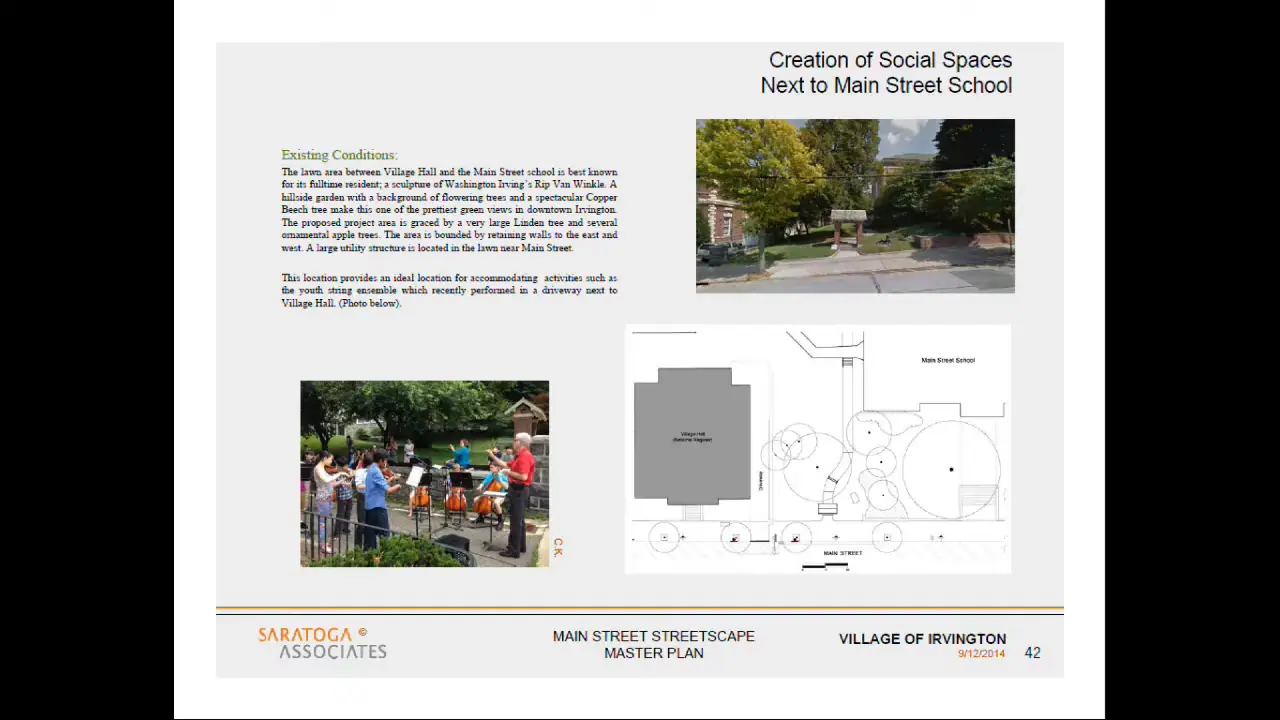 Creation of Social Spaces
Next to Main Street School
Existing Conditions:
The lawn area between Village Hall and the Main Street school is best known
for its fulltime resident; a sculpture of Washington Irving's Rip Van Winkle. A
hillside garden with a background of flowering trees and a spectacular Copper
Beech tree make this one of the prettiest green views in downtown Irvington.
The proposed project area is graced by a very large Linden tree and several
ornamental apple trees. The area is bounded by retaining walls to the east and
west. A large utility structure is located in the lawn near Main Street.
This location provides an ideal location for accommodating activities such as
the youth string ensemble which recently performed in a driveway next to
Village Hall. (Photo below).
C.K.
Main Street School
Village Hall
Driveway
MAIN STREET
SARATOGA ©
ASSOCIATES
MAIN STREET STREETSCAPE
MASTER PLAN
VILLAGE OF IRVINGTON
9/12/2014
42